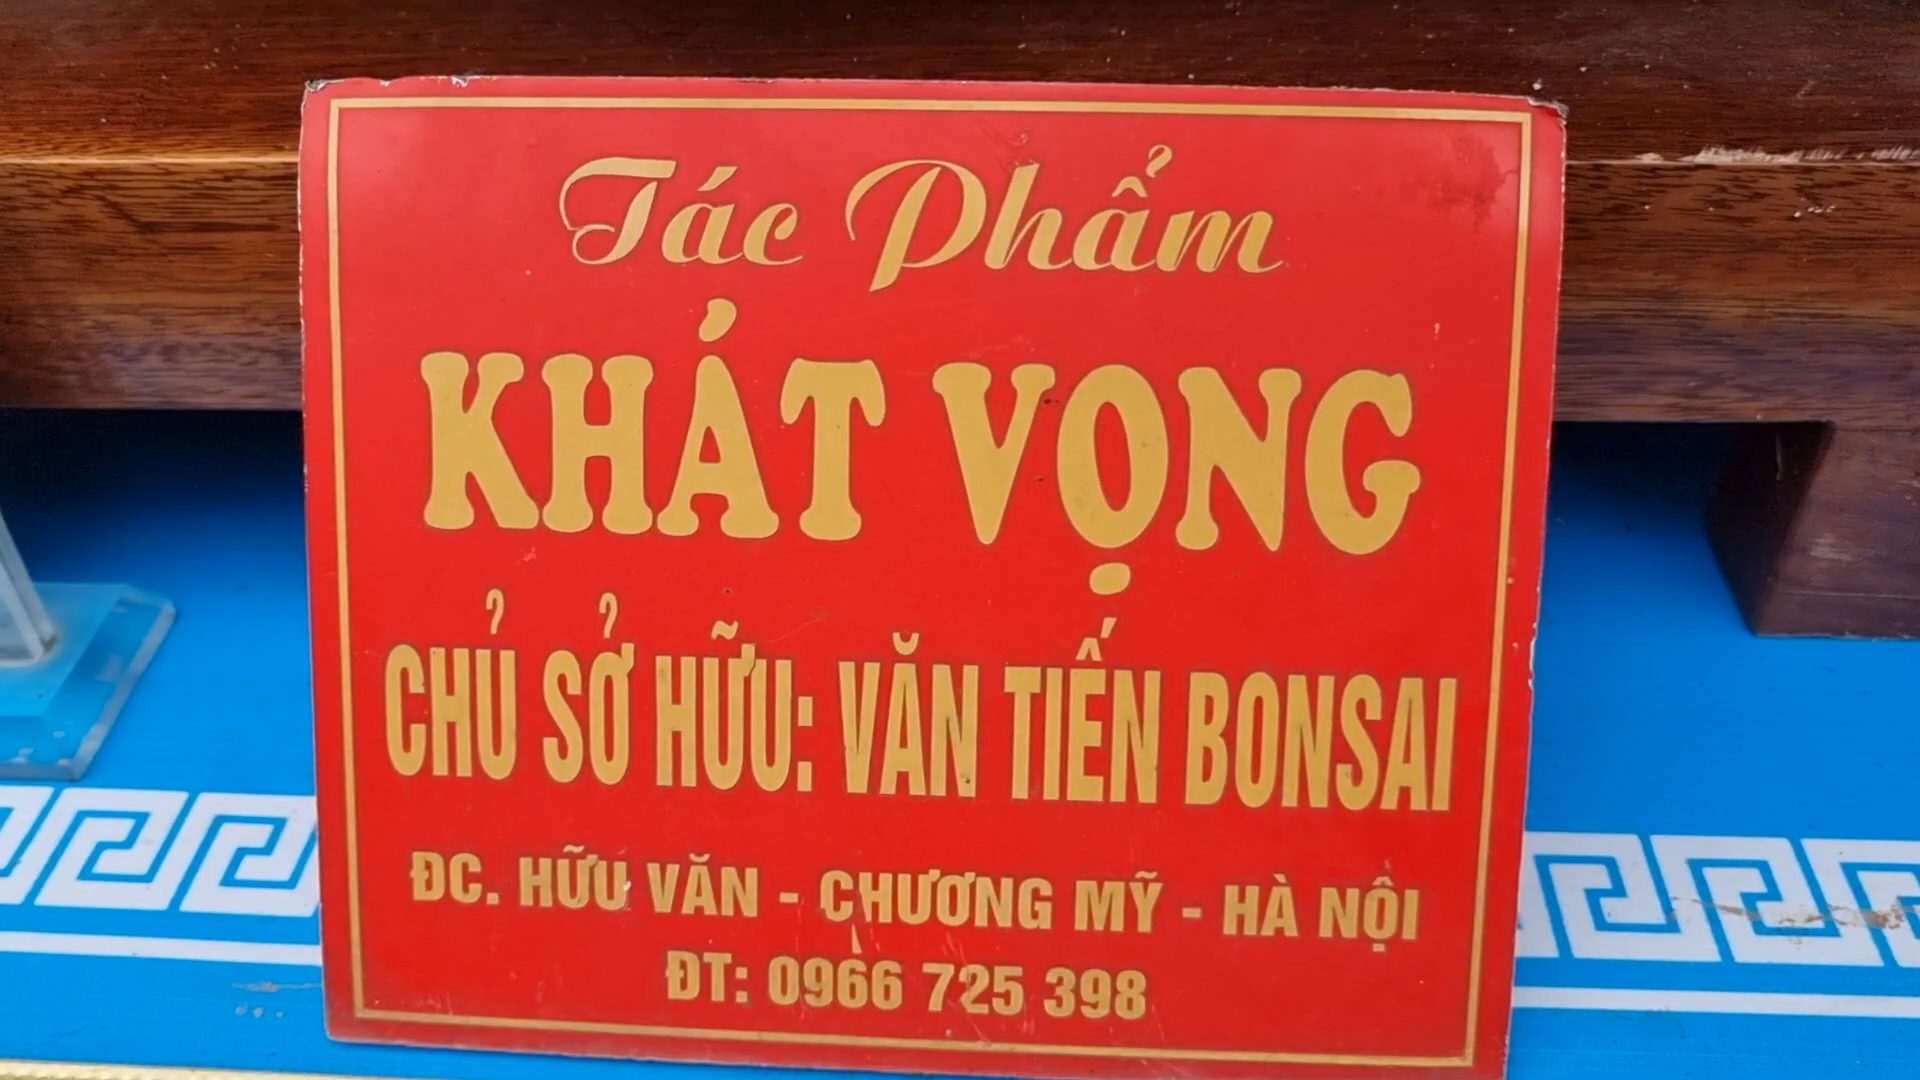 Tác Phẩm
KHÁT VỌNG
CHỦ SỞ HỮU: VĂN TIẾN BONSAI
ĐC. HỮU VĂN - CHƯƠNG MỸ - HÀ NỘI
ĐT: 0966 725 398